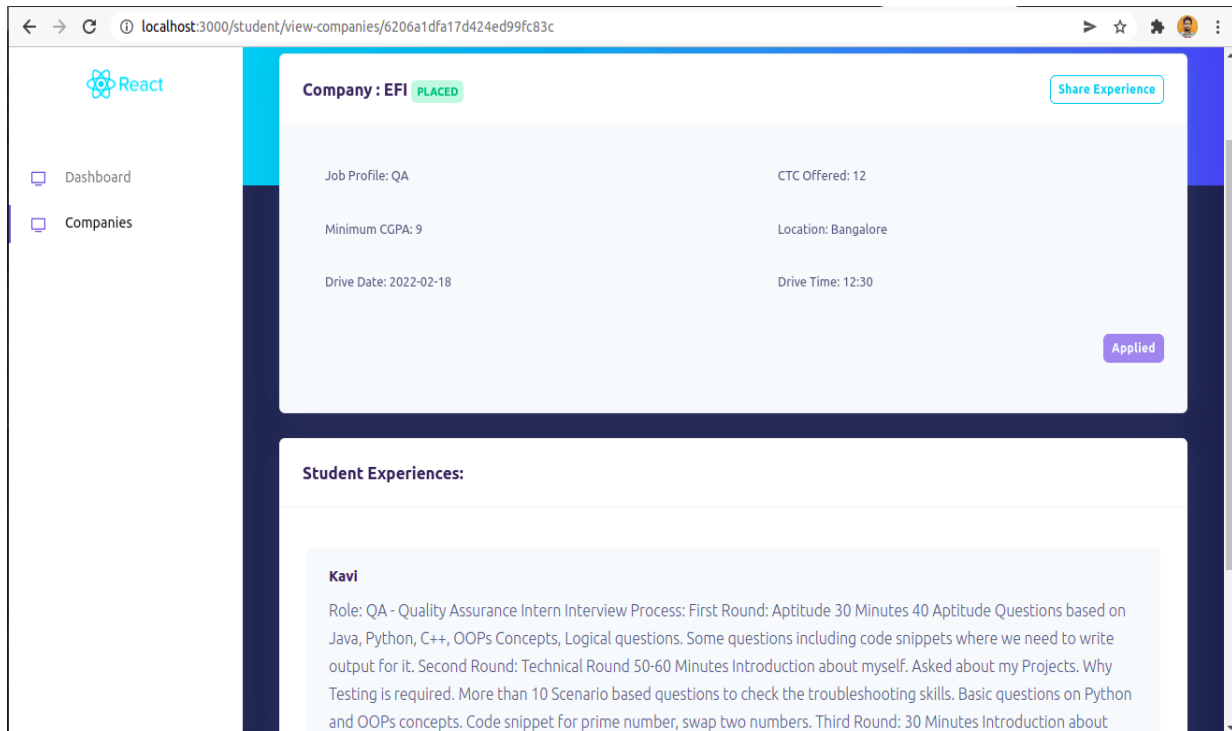 localhost:3000/student/view-companies/6206a1dfa17d424ed99fc83c
React
Dashboard
Companies
Company : EFI PLACED
Share Experience
Job Profile: QA
CTC Offered: 12
Minimum CGPA: 9
Location: Bangalore
Drive Date: 2022-02-18
Drive Time: 12:30
Applied
Student Experiences:
Kavi
Role: QA - Quality Assurance Intern Interview Process: First Round: Aptitude 30 Minutes 40 Aptitude Questions based on
Java, Python, C++, OOPs Concepts, Logical questions. Some questions including code snippets where we need to write
output for it. Second Round: Technical Round 50-60 Minutes Introduction about myself. Asked about my Projects. Why
Testing is required. More than 10 Scenario based questions to check the troubleshooting skills. Basic questions on Python
and OOPs concepts. Code snippet for prime number, swap two numbers. Third Round: 30 Minutes Introduction about